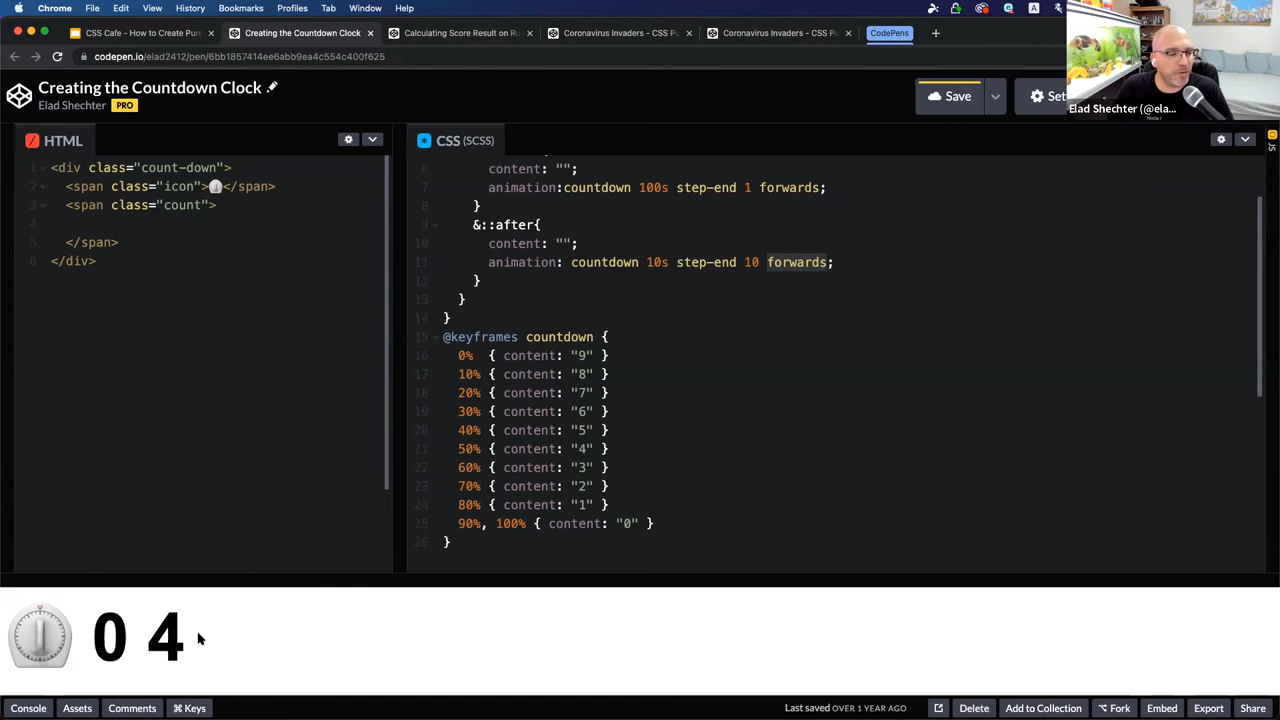 Chrome File Edit View History Bookmarks Profiles Tab Window Help
CSS Cafe - How to Create Pure
Creating the Countdown Clock
Calculating Score Result on Ru
Coronavirus Invaders - CSS Pu
Coronavirus Invaders - CSS Pu
CodePens
codepen.io/elad2412/pen/6bb1857414ee6abb9ea4c554c400f625
Creating the Countdown Clock
Elad Shechter PRO
Save
Set
Elad Shechter (@ela...
HTML
1 <div class="count-down">
2 <span class="icon"></span>
3 <span class="count">
4
5 </span>
6 </div>
CSS (SCSS)
6 content: "";
7 animation:countdown 100s step-end 1 forwards;
8 }
9 &::after{
10 content: "";
11 animation: countdown 10s step-end 10 forwards;
12 }
13 }
14 }
15 @keyframes countdown {
16 0% { content: "9" }
17 10% { content: "8" }
18 20% { content: "7" }
19 30% { content: "6" }
20 40% { content: "5" }
21 50% { content: "4" }
22 60% { content: "3" }
23 70% { content: "2" }
24 80% { content: "1" }
25 90%, 100% { content: "0" }
26 }
JS
0 4
Console Assets Comments ⌘ Keys
Last saved OVER 1 YEAR AGO
Delete Add to Collection Fork Embed Export Share